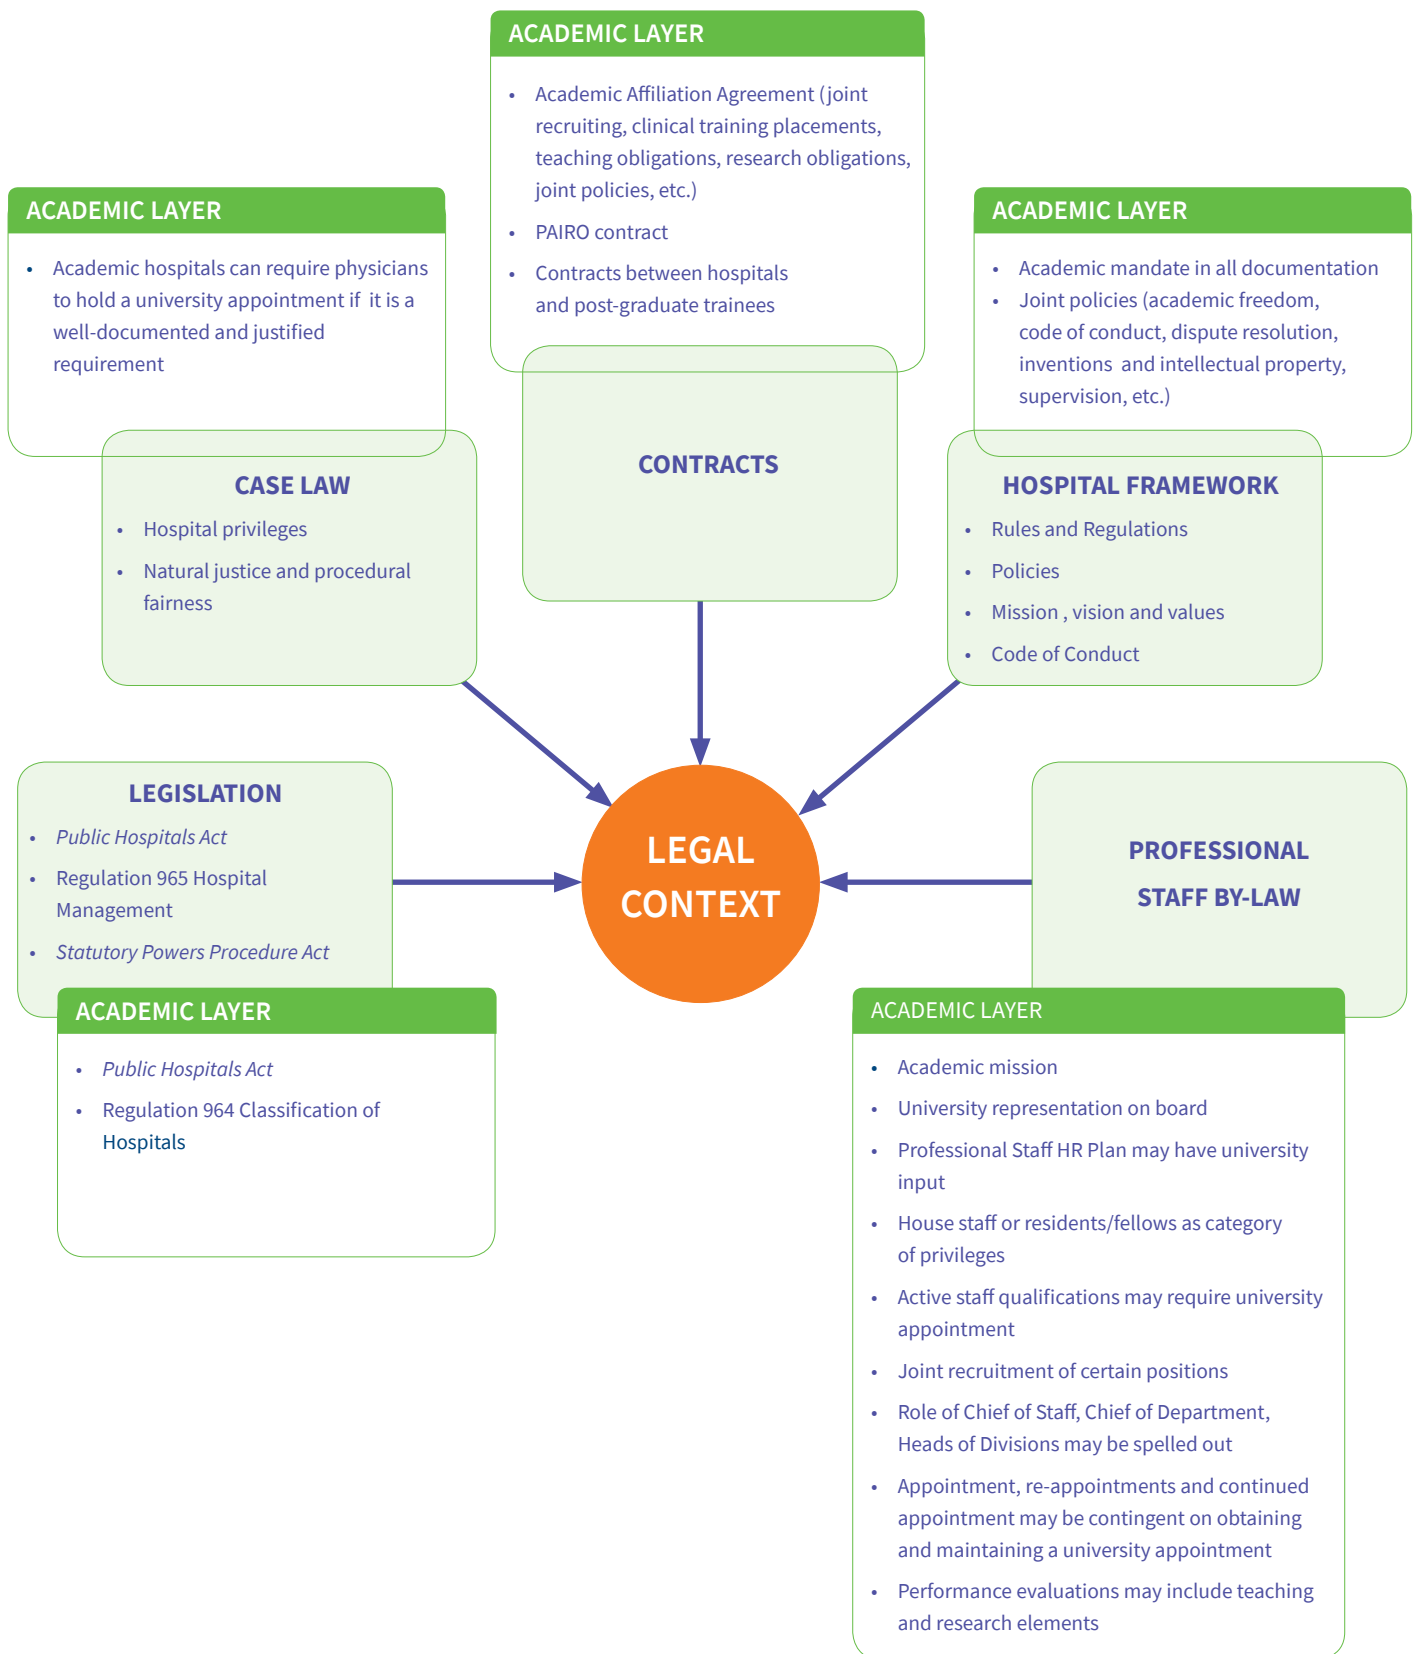 ACADEMIC LAYER
• Academic Affiliation Agreement (joint
recruiting, clinical training placements,
teaching obligations, research obligations,
joint policies, etc.)
• PAIRO contract
• Contracts between hospitals
and post-graduate trainees
CONTRACTS
ACADEMIC LAYER
• Academic hospitals can require physicians
to hold a university appointment if it is a
well-documented and justified
requirement
CASE LAW
• Hospital privileges
• Natural justice and procedural
fairness
ACADEMIC LAYER
• Academic mandate in all documentation
• Joint policies (academic freedom,
code of conduct, dispute resolution,
inventions and intellectual property,
supervision, etc.)
HOSPITAL FRAMEWORK
• Rules and Regulations
• Policies
• Mission , vision and values
• Code of Conduct
LEGISLATION
• Public Hospitals Act
• Regulation 965 Hospital
Management
• Statutory Powers Procedure Act
ACADEMIC LAYER
• Public Hospitals Act
• Regulation 964 Classification of
Hospitals
LEGAL
CONTEXT
PROFESSIONAL
STAFF BY-LAW
ACADEMIC LAYER
• Academic mission
• University representation on board
• Professional Staff HR Plan may have university
input
• House staff or residents/fellows as category
of privileges
• Active staff qualifications may require university
appointment
• Joint recruitment of certain positions
• Role of Chief of Staff, Chief of Department,
Heads of Divisions may be spelled out
• Appointment, re-appointments and continued
appointment may be contingent on obtaining
and maintaining a university appointment
• Performance evaluations may include teaching
and research elements